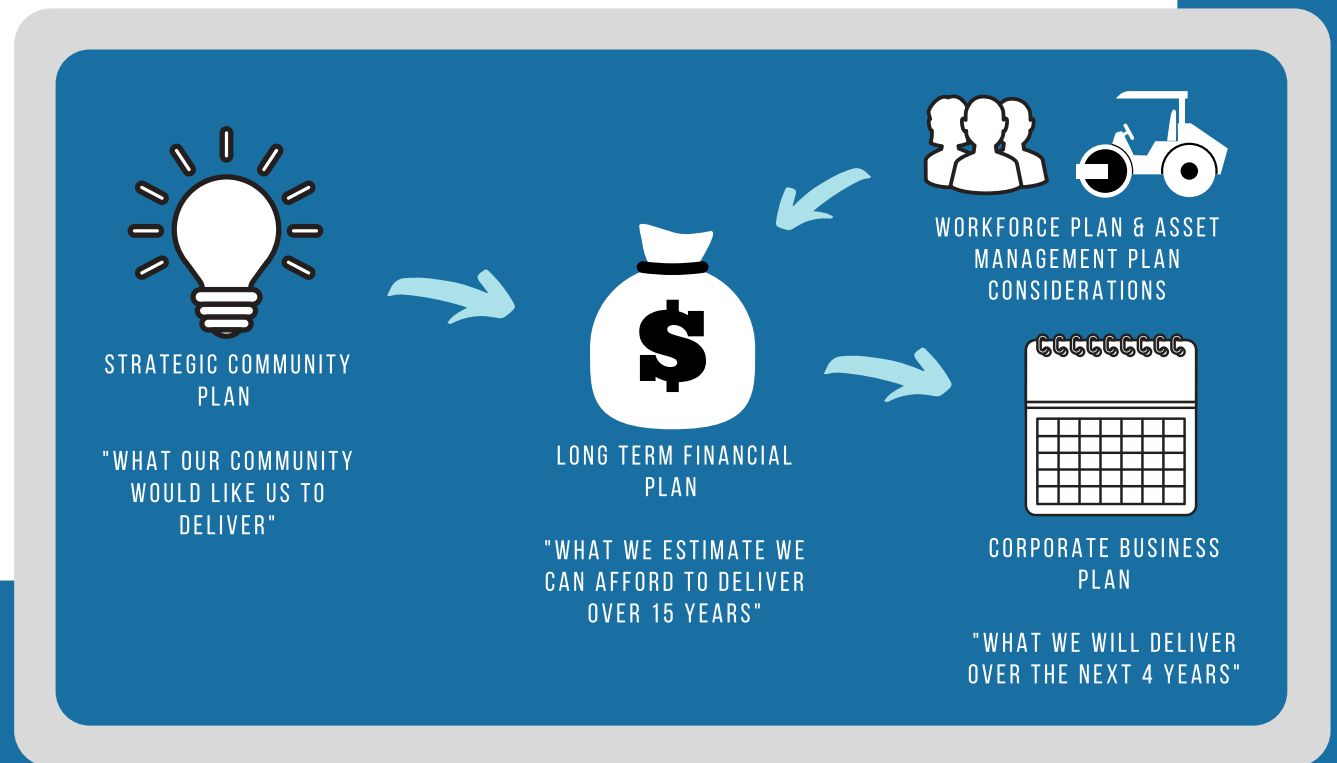 STRATEGIC COMMUNITY
PLAN
"WHAT OUR COMMUNITY
WOULD LIKE US TO
DELIVER"
$
LONG TERM FINANCIAL
PLAN
"WHAT WE ESTIMATE WE
CAN AFFORD TO DELIVER
OVER 15 YEARS"
WORKFORCE PLAN & ASSET
MANAGEMENT PLAN
CONSIDERATIONS
CORPORATE BUSINESS
PLAN
"WHAT WE WILL DELIVER
OVER THE NEXT 4 YEARS"